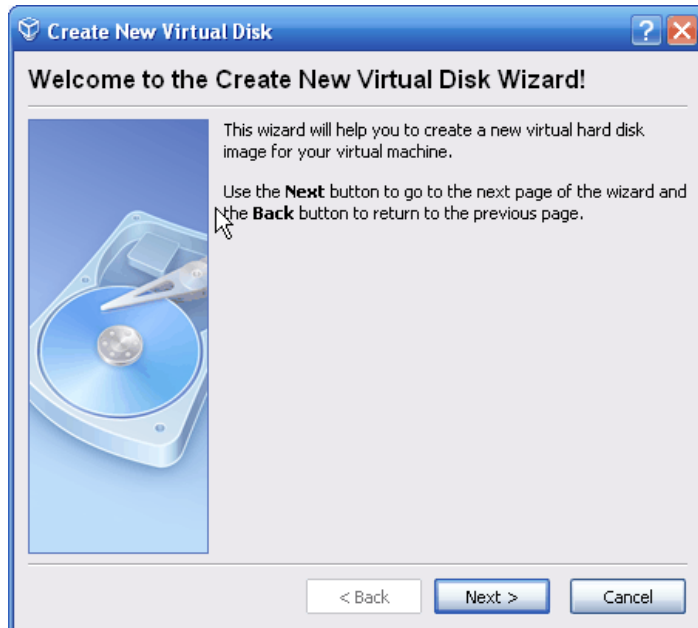 Create New Virtual Disk
?
Welcome to the Create New Virtual Disk Wizard!
This wizard will help you to create a new virtual hard disk
image for your virtual machine.
Use the Next button to go to the next page of the wizard and
the Back button to return to the previous page.
< Back
Next >
Cancel